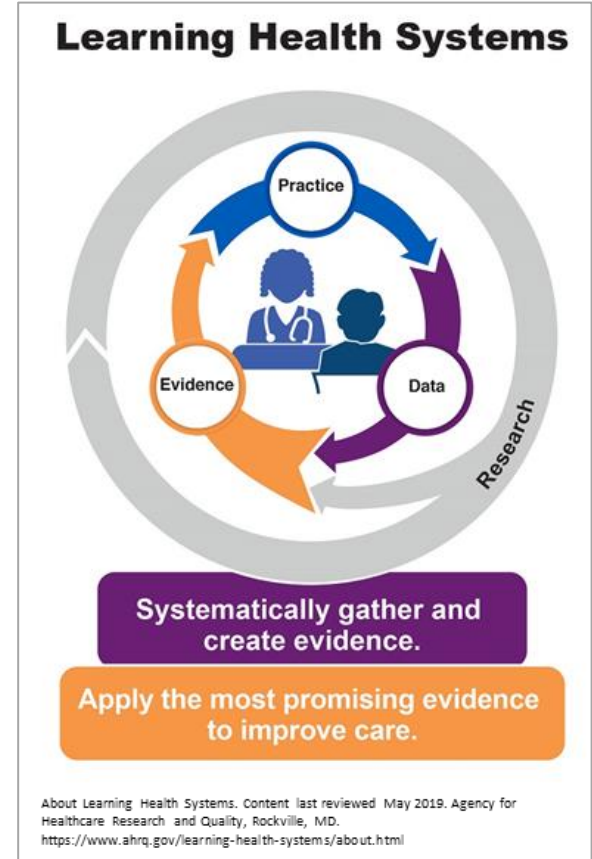 Learning Health Systems
Practice
Evidence
Data
Research
Systematically gather and
create evidence.
Apply the most promising evidence
to improve care.
About Learning Health Systems. Content last reviewed May 2019. Agency for
Healthcare Research and Quality, Rockville, MD.
https://www.ahrq.gov/learning-health-systems/about.html